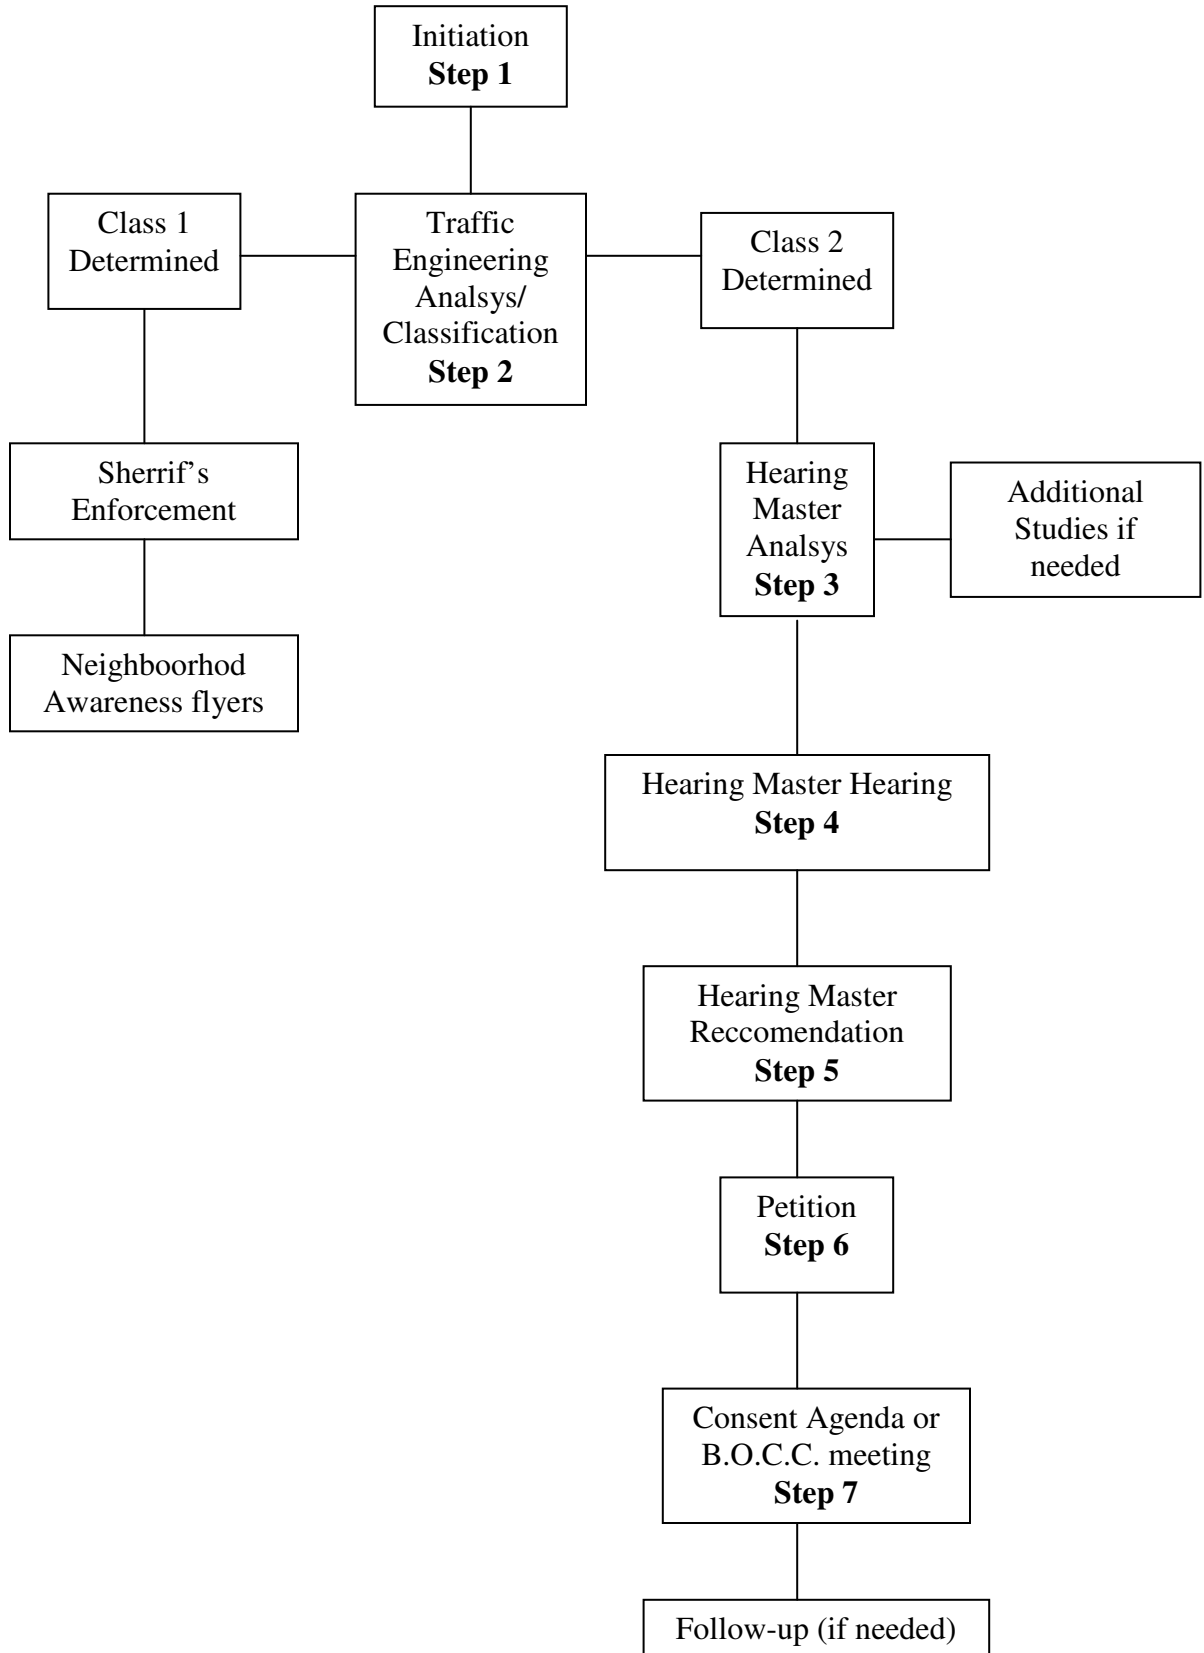 Initiation
Step 1
Class 1
Determined
Traffic
Engineering
Analsys/
Classification
Step 2
Class 2
Determined
Sherrif's
Enforcement
Hearing
Master
Analsys
Step 3
Additional
Studies if
needed
Neighboorhod
Awareness flyers
Hearing Master Hearing
Step 4
Hearing Master
Reccomendation
Step 5
Petition
Step 6
Consent Agenda or
B.O.C.C. meeting
Step 7
Follow-up (if needed)